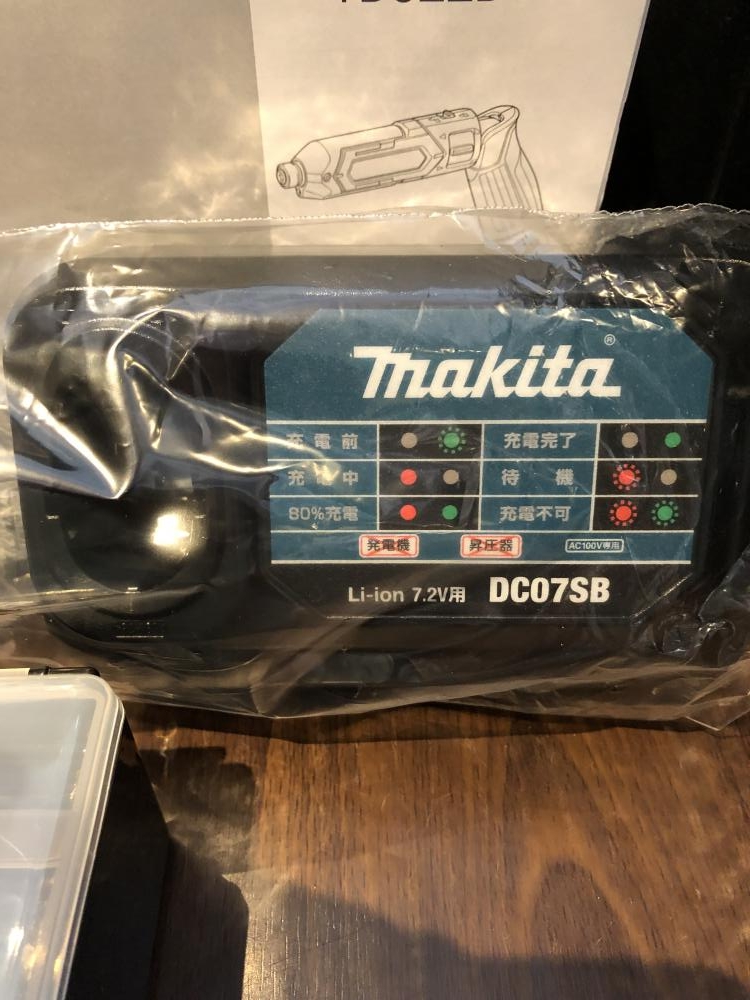 makita®
充電前 充電完了
充電中 待機
80%充電 充電不可
発電機 昇圧器 AC100V専用
Li-ion 7.2V用 DC07SB